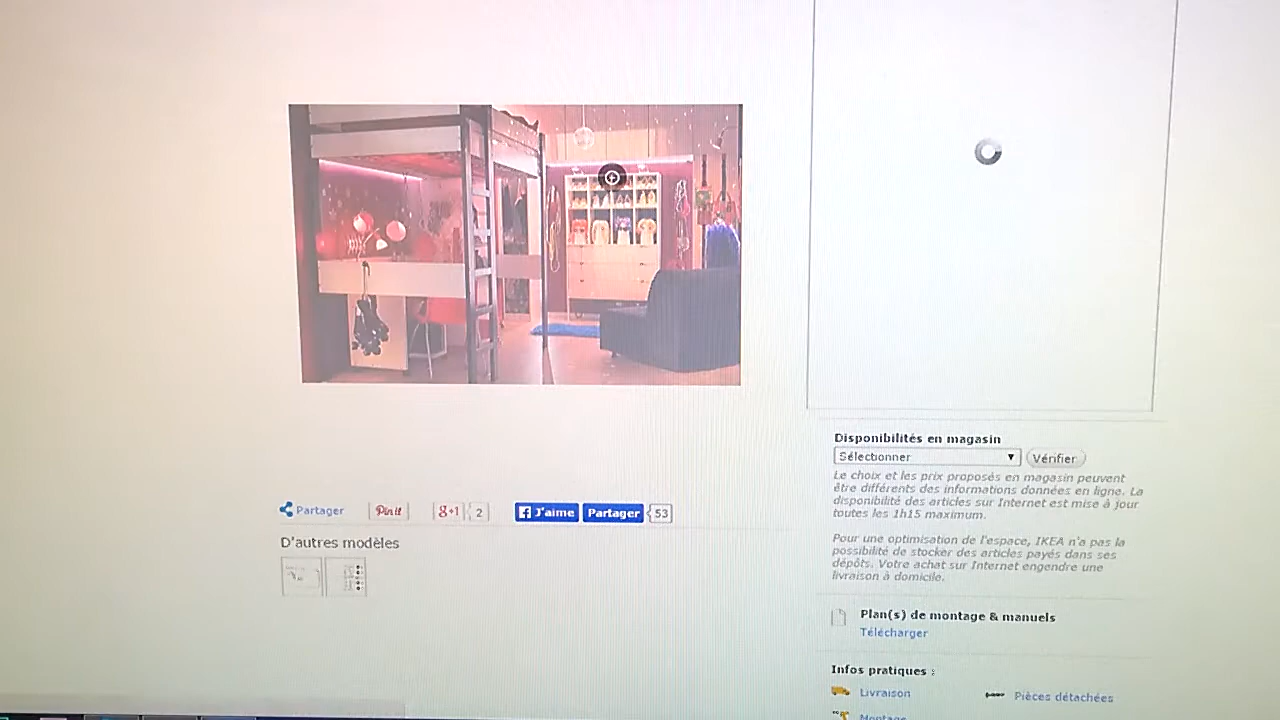 Partager
Pin it
g+1
2
J'aime
Partager
53
D'autres modèles
Disponibilités en magasin
Sélectionner
Vérifier
Le choix et les prix proposés en magasin peuvent
être différents des informations données en ligne. La
disponibilité des articles sur Internet est mise à jour
toutes les 1h15 maximum.
Pour une optimisation de l'espace, IKEA n'a pas la
possibilité de stocker des articles payés dans ses
dépôts. Votre achat sur Internet engendre une
livraison à domicile.
Plan(s) de montage & manuels
Télécharger
Infos pratiques :
Livraison
Pièces détachées
Montage